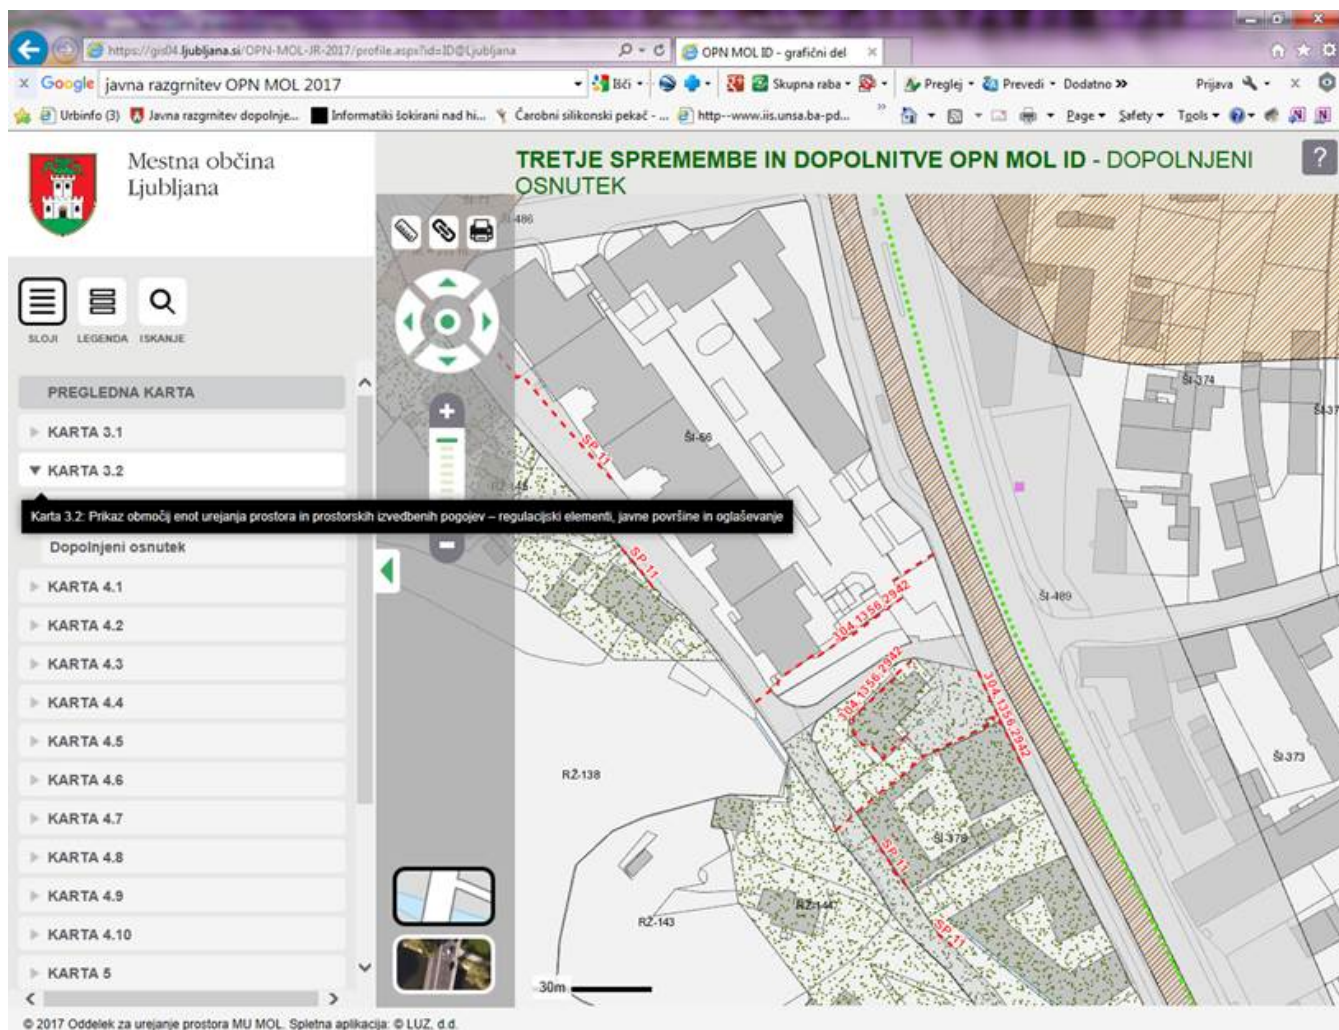 https://gis04.ljubljana.si/OPN-MOL-JR-2017/profile.aspx?id=ID@Ljubljana
OPN MOL ID - grafični del
x Google javna razgrnitev OPN MOL 2017
Išči
Skupna raba
Preglej
Prevedi
Dodatno »
Prijava
Urbinfo (3)
Javna razgrnitev dopolnje...
Informatiki šokirani nad hi...
Čarobni silikonski pekač - ...
http--www.iis.unsa.ba-pd...
Page
Safety
Tools
Mestna občina
Ljubljana
TRETJE SPREMEMBE IN DOPOLNITVE OPN MOL ID - DOPOLNJENI
OSNUTEK
?
SLOJI
LEGENDA
ISKANJE
PREGLEDNA KARTA
KARTA 3.1
KARTA 3.2
Karta 3.2: Prikaz območij enot urejanja prostora in prostorskih izvedbenih pogojev – regulacijski elementi, javne površine in oglaševanje
Dopolnjeni osnutek
KARTA 4.1
KARTA 4.2
KARTA 4.3
KARTA 4.4
KARTA 4.5
KARTA 4.6
KARTA 4.7
KARTA 4.8
KARTA 4.9
KARTA 4.10
KARTA 5
ŠI-374
ŠI-66
SP-11
SP-11
ŠI-489
304.1356.2942
304.1356.2942
304.1356.2942
ŠI-373
RŽ-138
ŠI-379
SP-11
RŽ-144
RŽ-143
SP-11
30m
© 2017 Oddelek za urejanje prostora MU MOL. Spletna aplikacija: © LUZ, d.d.